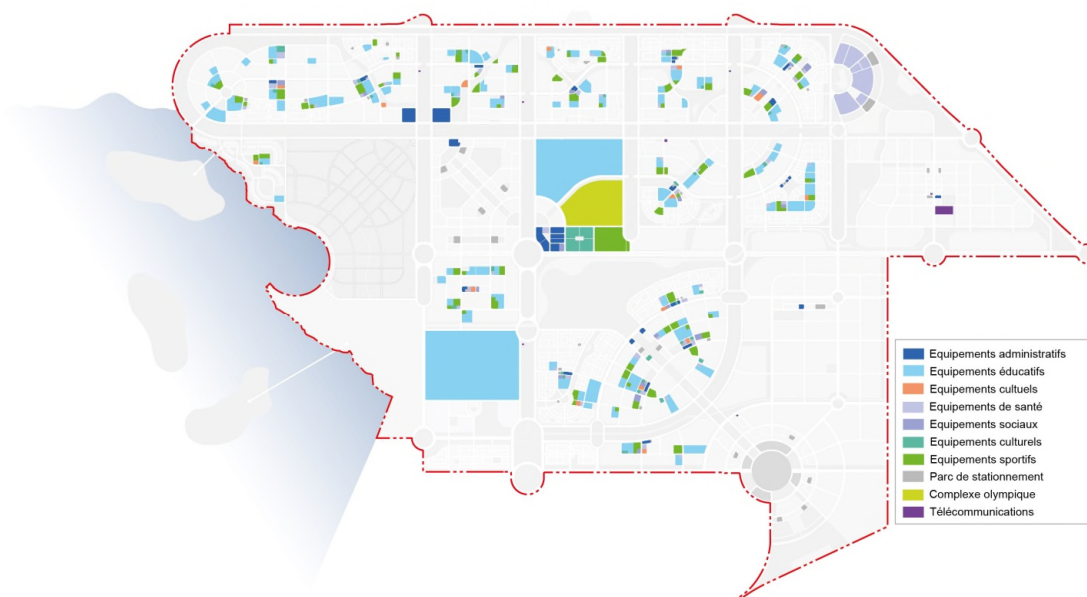 Equipements administratifs
Equipements éducatifs
Equipements cultuels
Equipements de santé
Equipements sociaux
Equipements culturels
Equipements sportifs
Parc de stationnement
Complexe olympique
Télécommunications